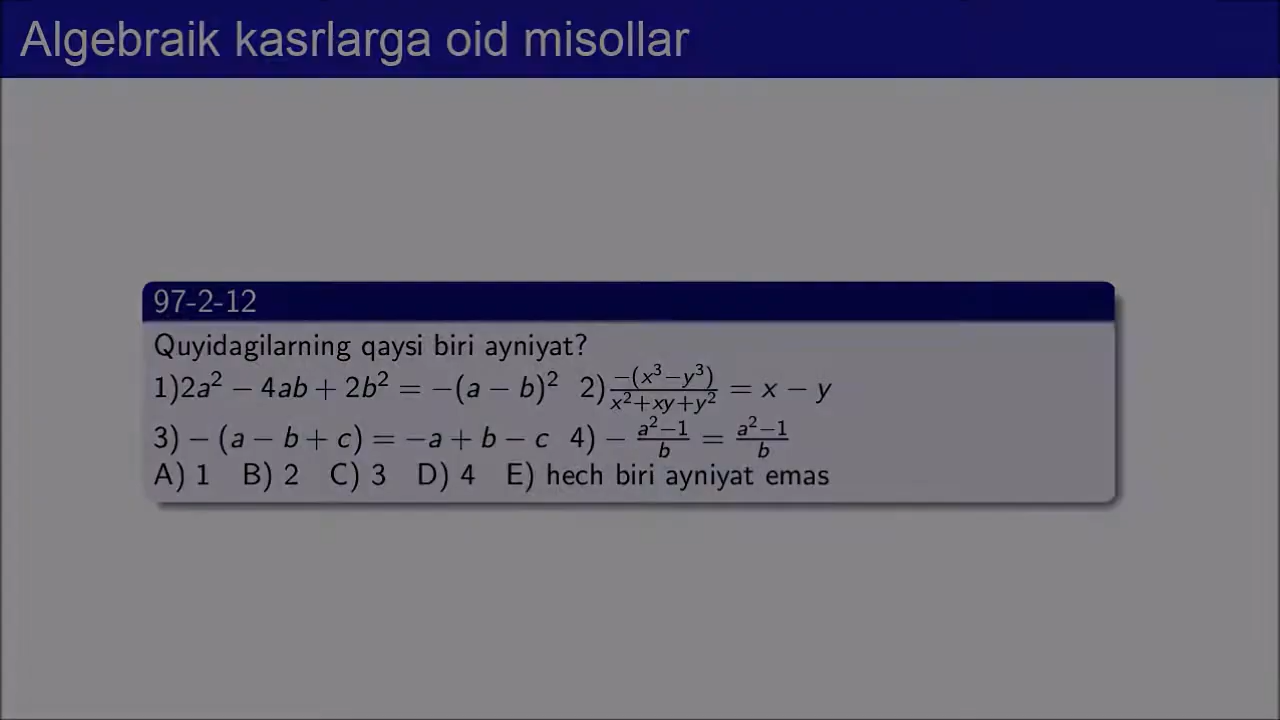 Algebraik kasrlarga oid misollar
97-2-12
Quyidagilarning qaysi biri ayniyat?
1)2a² − 4ab + 2b² = −(a − b)² 2) −(x³−y³)/x²+xy+y² = x − y
3) − (a − b + c) = −a + b − c 4) − a²−1/b = a²−1/b
A) 1 B) 2 C) 3 D) 4 E) hech biri ayniyat emas